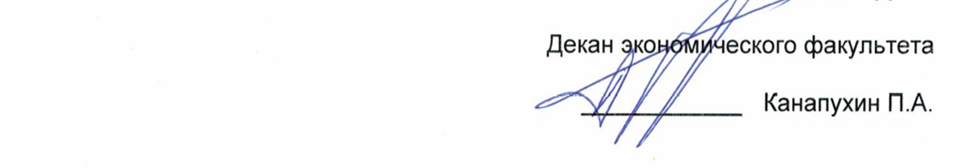 Декан экономического факультета
Канапухин П.А.